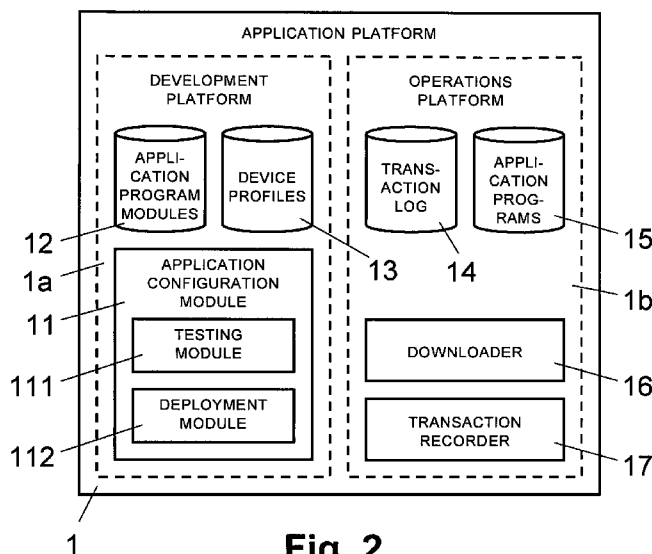 APPLICATION PLATFORM
DEVELOPMENT
PLATFORM
APPLI-
CATION
PROGRAM
MODULES
DEVICE
PROFILES
12
13
1a
APPLICATION
CONFIGURATION
MODULE
11
TESTING
MODULE
111
DEPLOYMENT
MODULE
112
OPERATIONS
PLATFORM
TRANS-
ACTION
LOG
APPLI-
CATION
PROG-
RAMS
14
15
1b
DOWNLOADER
16
TRANSACTION
RECORDER
17
1
Fig. 2